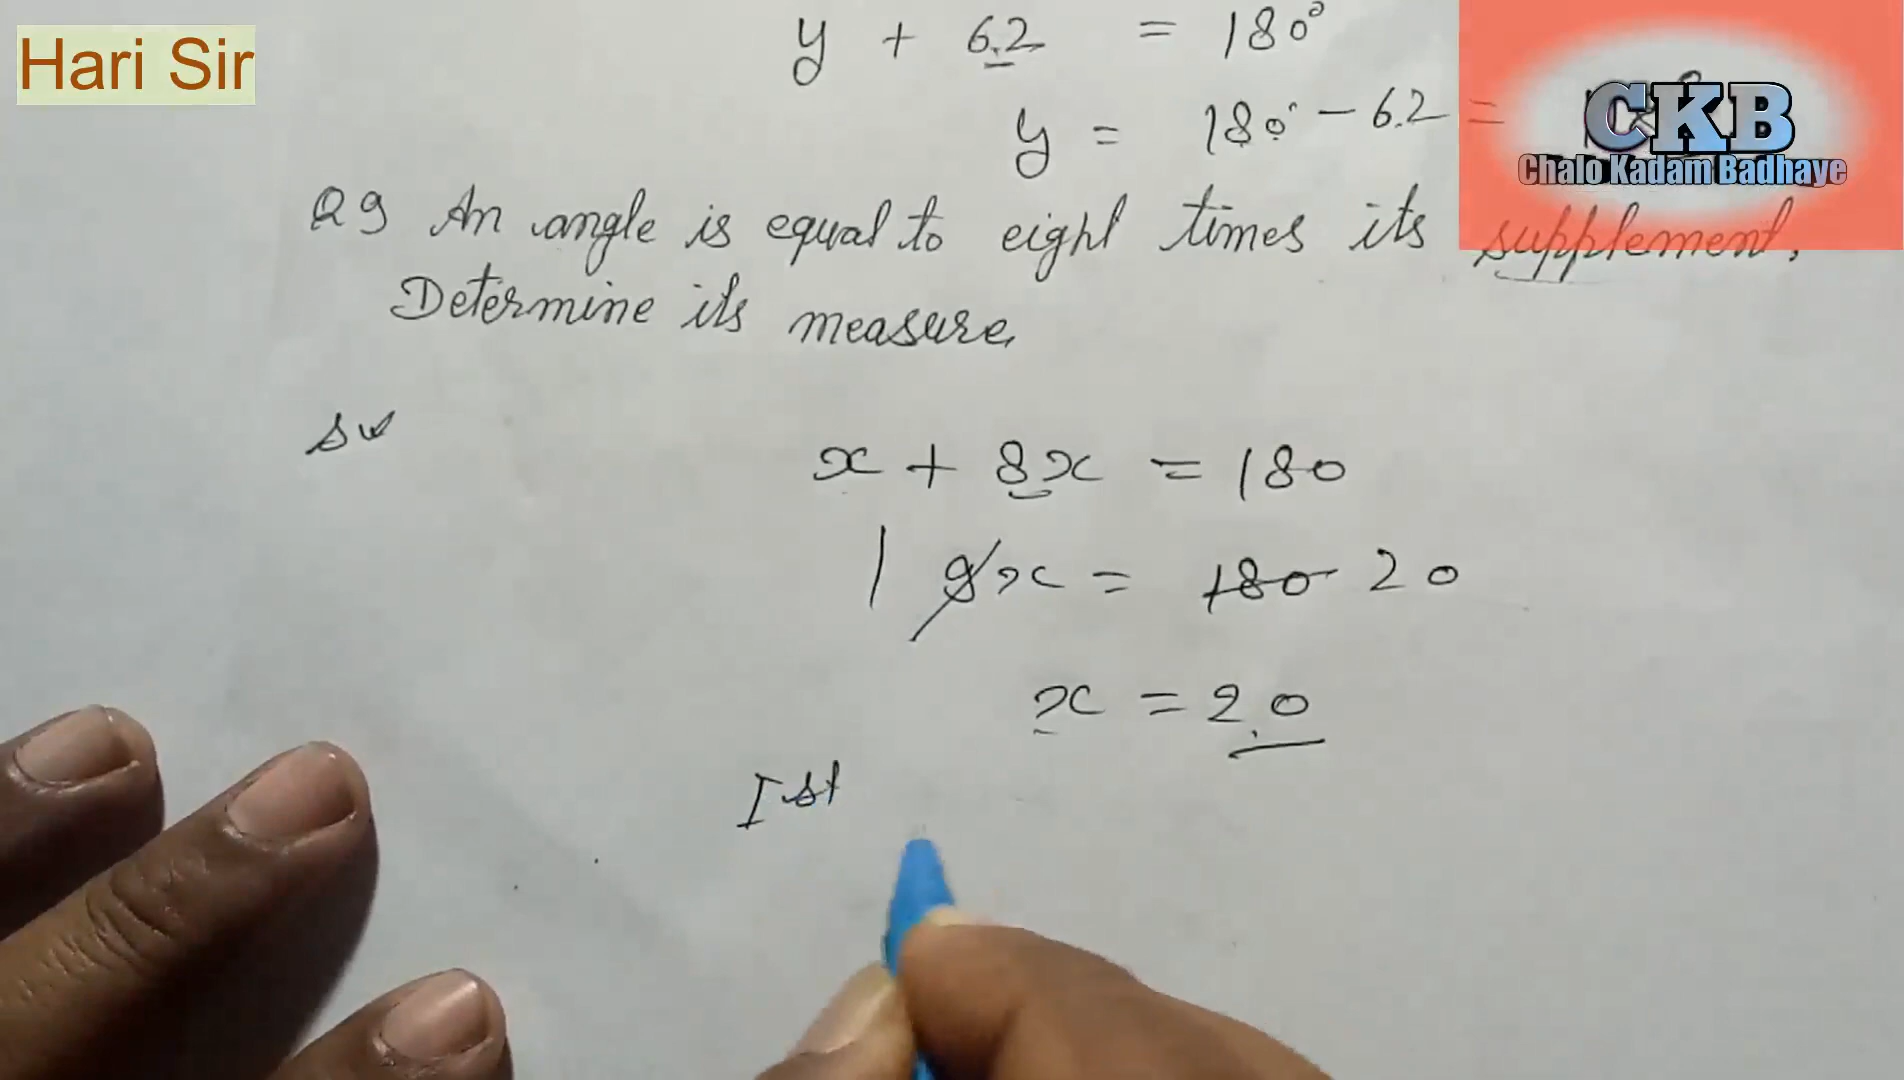 Hari Sir
y + 62 = 180°
y = 180° - 62 =
CKB
Chalo Kadam Badhaye
Q9 An angle is equal to eight times its supplement.
Determine its measure.
x + 8x = 180
1 9x = 180 20
x = 20
Ist